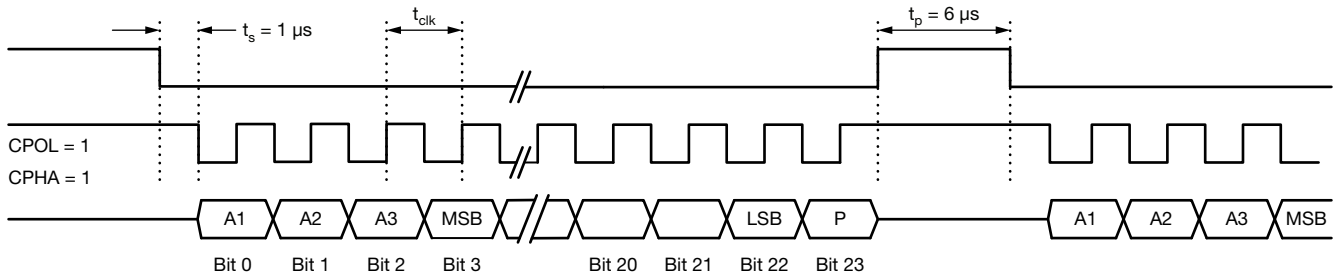 t_s = 1 µs
t_clk
t_p = 6 µs
CPOL = 1
CPHA = 1
A1 A2 A3 MSB LSB P A1 A2 A3 MSB
Bit 0 Bit 1 Bit 2 Bit 3 Bit 20 Bit 21 Bit 22 Bit 23